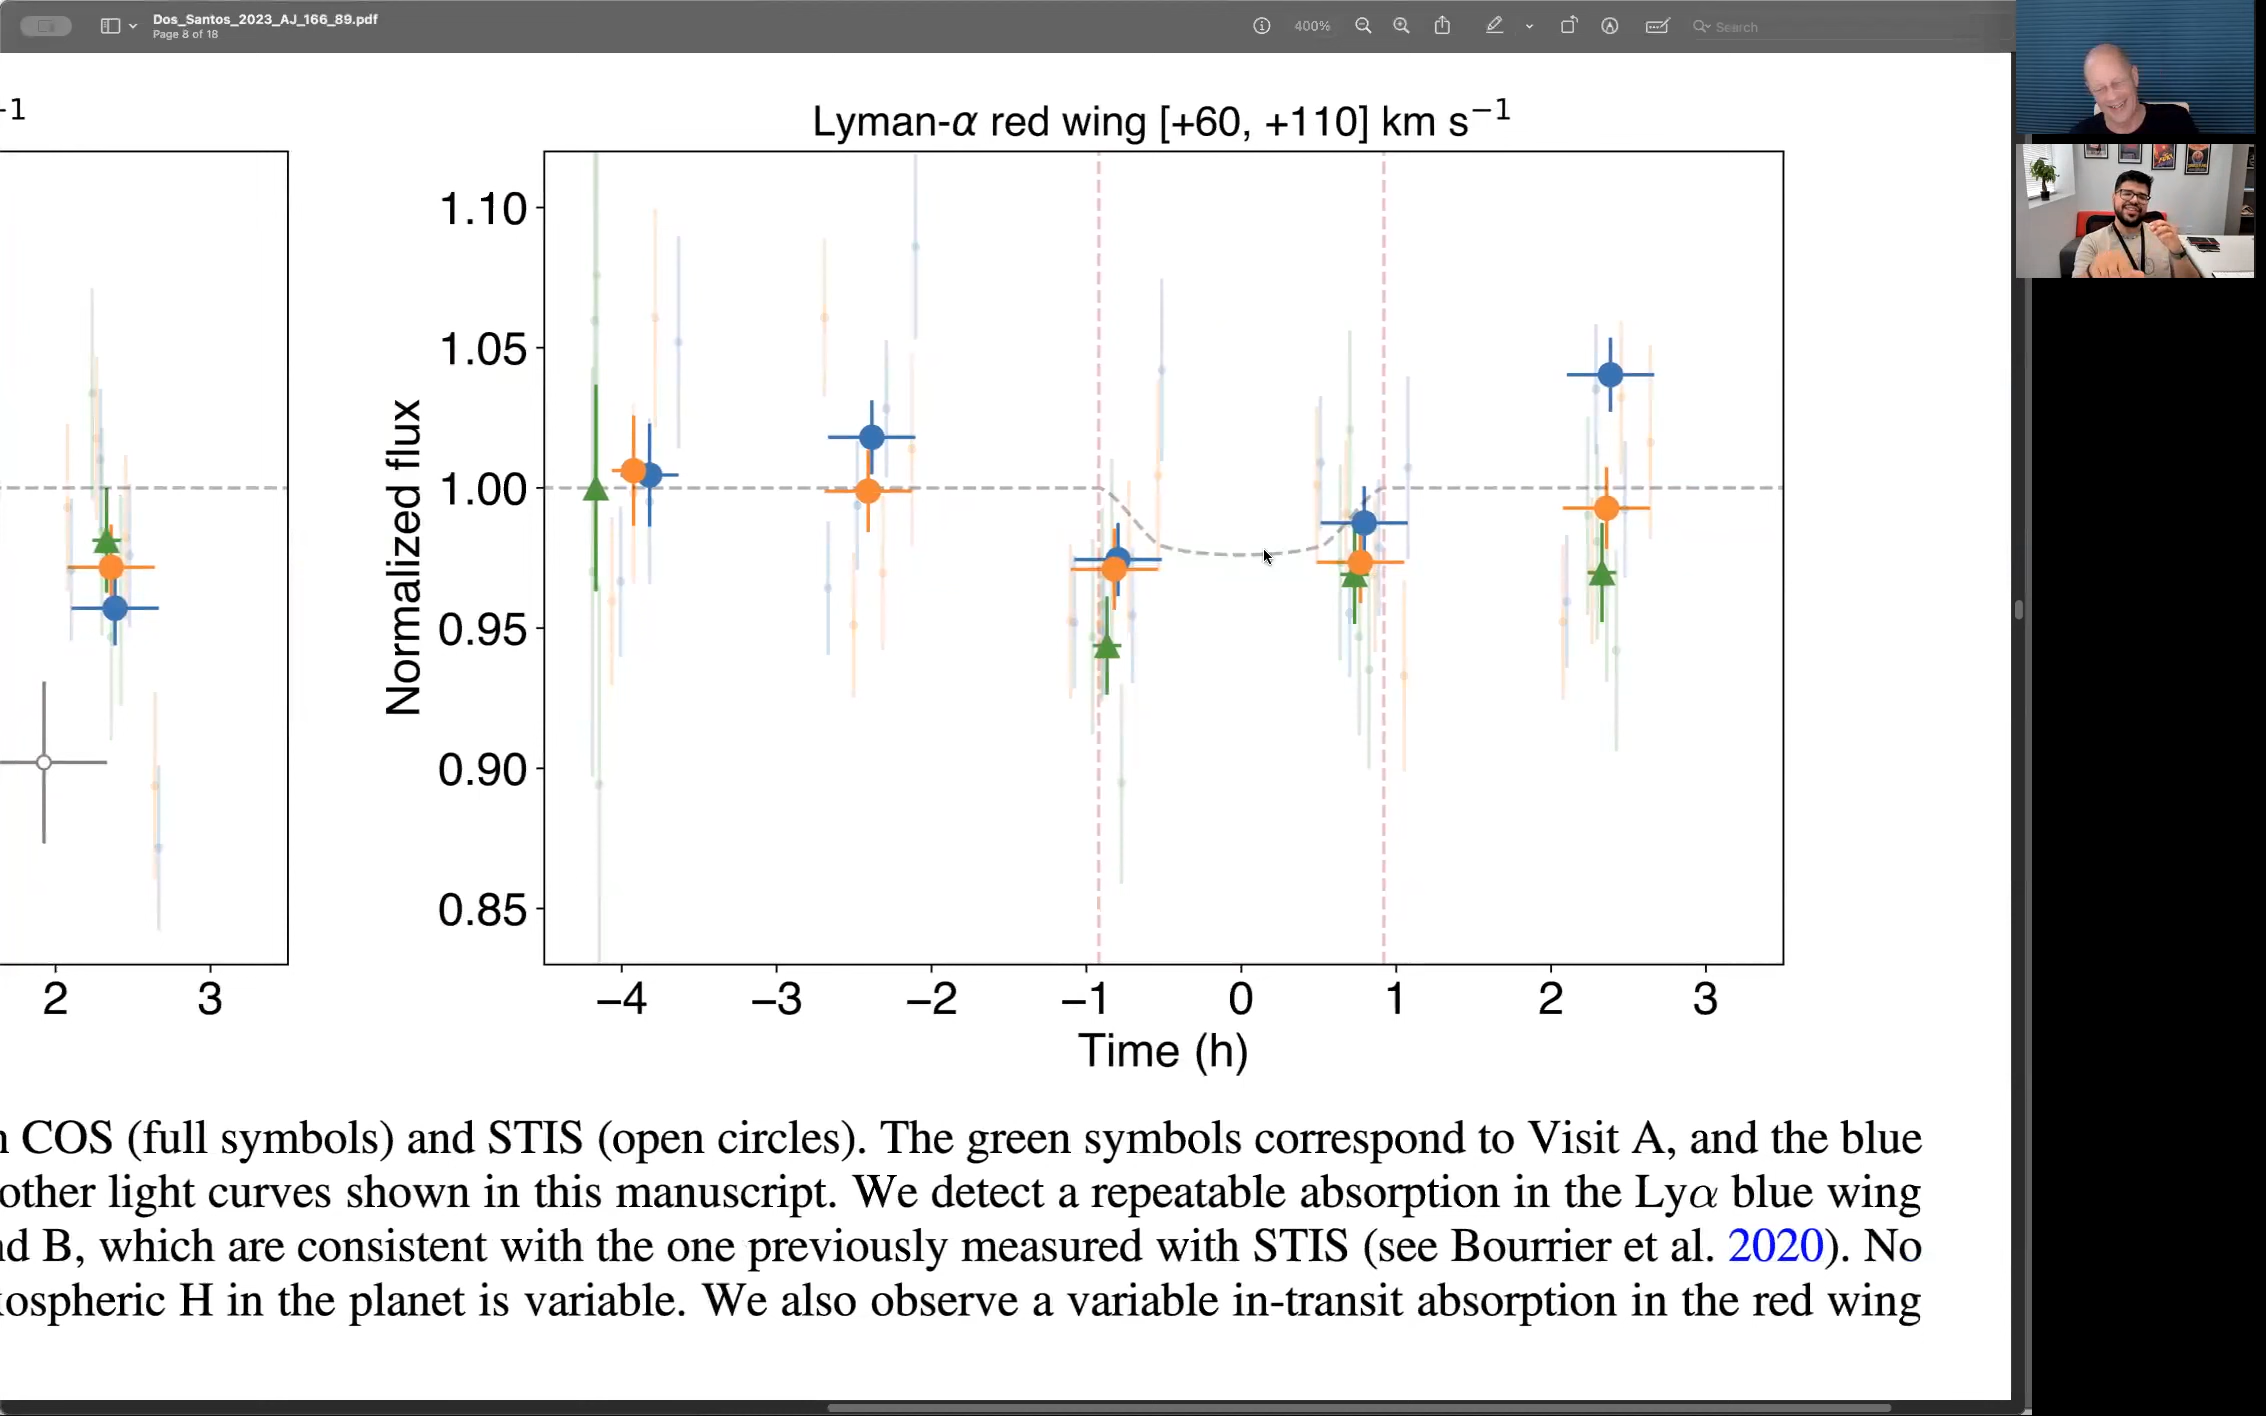 Dos_Santos_2023_AJ_166_89.pdf
Page 8 of 18
400%
Search
-1
Lyman-α red wing [+60, +110] km s⁻¹
1.10
1.05
1.00
0.95
0.90
0.85
Normalized flux
2 3
−4 −3 −2 −1 0 1 2 3
Time (h)
COS (full symbols) and STIS (open circles). The green symbols correspond to Visit A, and the blue
other light curves shown in this manuscript. We detect a repeatable absorption in the Lyα blue wing
B, which are consistent with the one previously measured with STIS (see Bourrier et al. 2020). No
ospheric H in the planet is variable. We also observe a variable in-transit absorption in the red wing